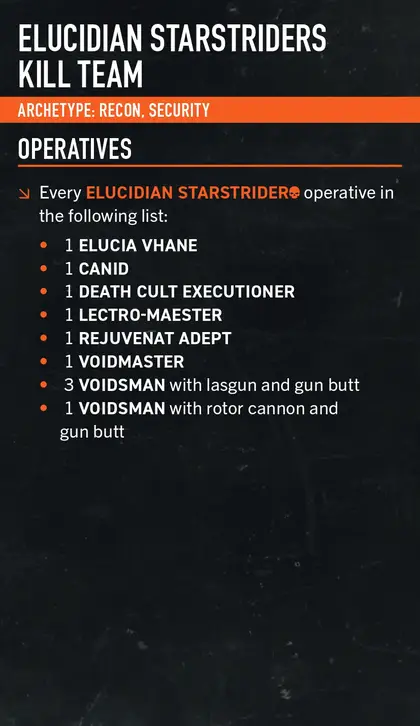 ELUCIDIAN STARSTRIDERS
KILL TEAM
ARCHETYPE: RECON, SECURITY
OPERATIVES
Every ELUCIDIAN STARSTRIDER operative in
the following list:
• 1 ELUCIA VHANE
• 1 CANID
• 1 DEATH CULT EXECUTIONER
• 1 LECTRO-MAESTER
• 1 REJUVENAT ADEPT
• 1 VOIDMASTER
• 3 VOIDSMAN with lasgun and gun butt
• 1 VOIDSMAN with rotor cannon and
gun butt